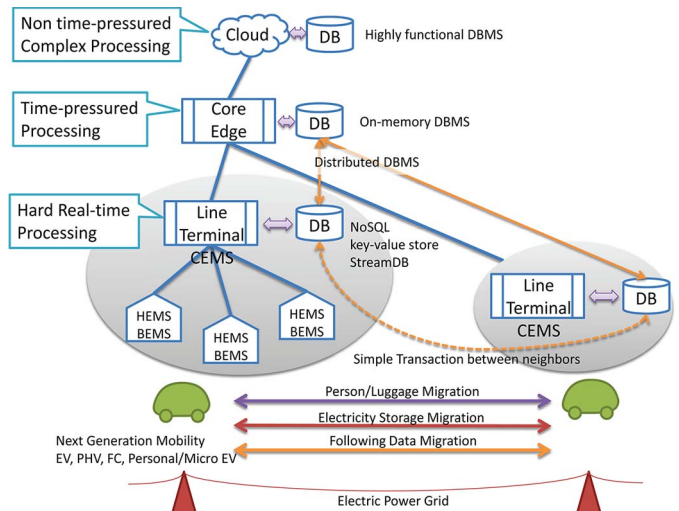 Non time-pressured
Complex Processing
Cloud
DB
Highly functional DBMS
Time-pressured
Processing
Core
Edge
DB
On-memory DBMS
Distributed DBMS
Hard Real-time
Processing
Line
Terminal
CEMS
DB
NoSQL
key-value store
StreamDB
HEMS
BEMS
HEMS
BEMS
HEMS
BEMS
Line
Terminal
CEMS
DB
Simple Transaction between neighbors
Person/Luggage Migration
Electricity Storage Migration
Next Generation Mobility
EV, PHV, FC, Personal/Micro EV
Following Data Migration
Electric Power Grid